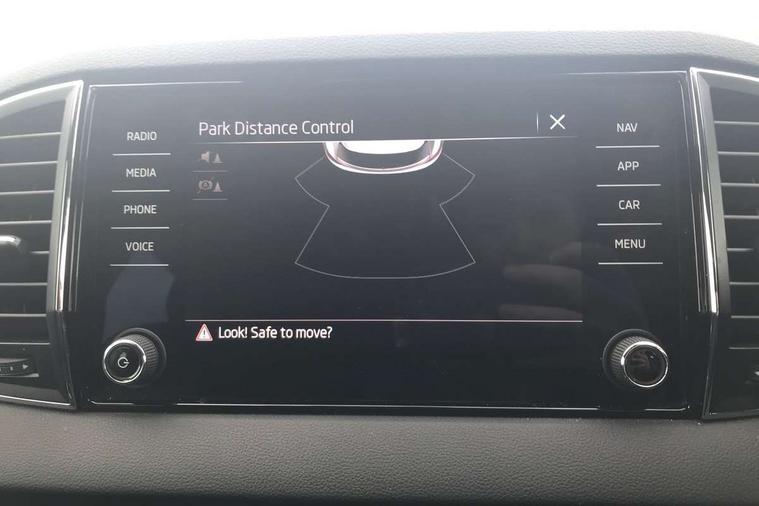 Park Distance Control
RADIO
MEDIA
PHONE
VOICE
NAV
APP
CAR
MENU
Look! Safe to move?